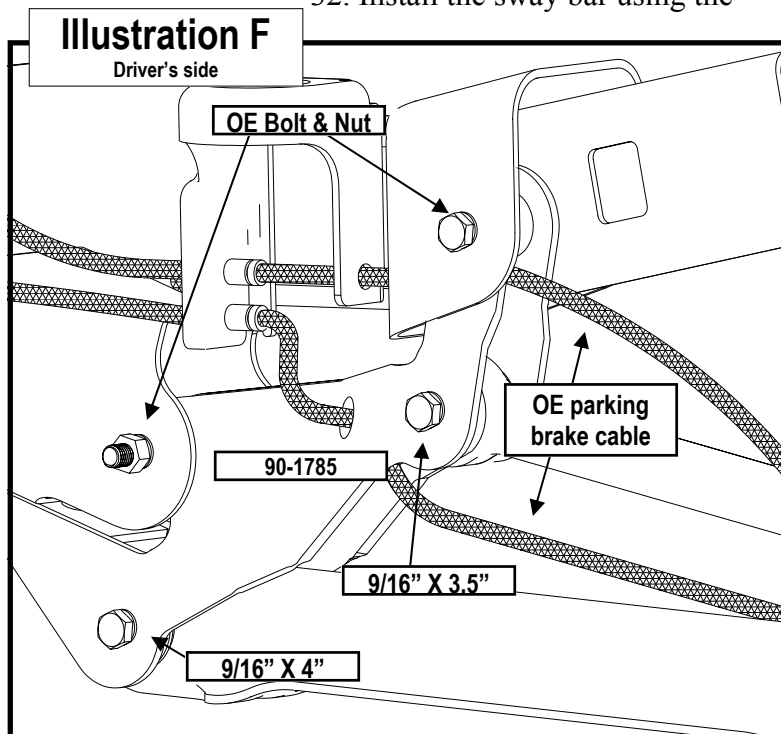 32. Install the sway bar using the
Illustration F
Driver’s side
OE Bolt & Nut
OE parking
brake cable
90-1785
9/16” X 3.5”
9/16” X 4”